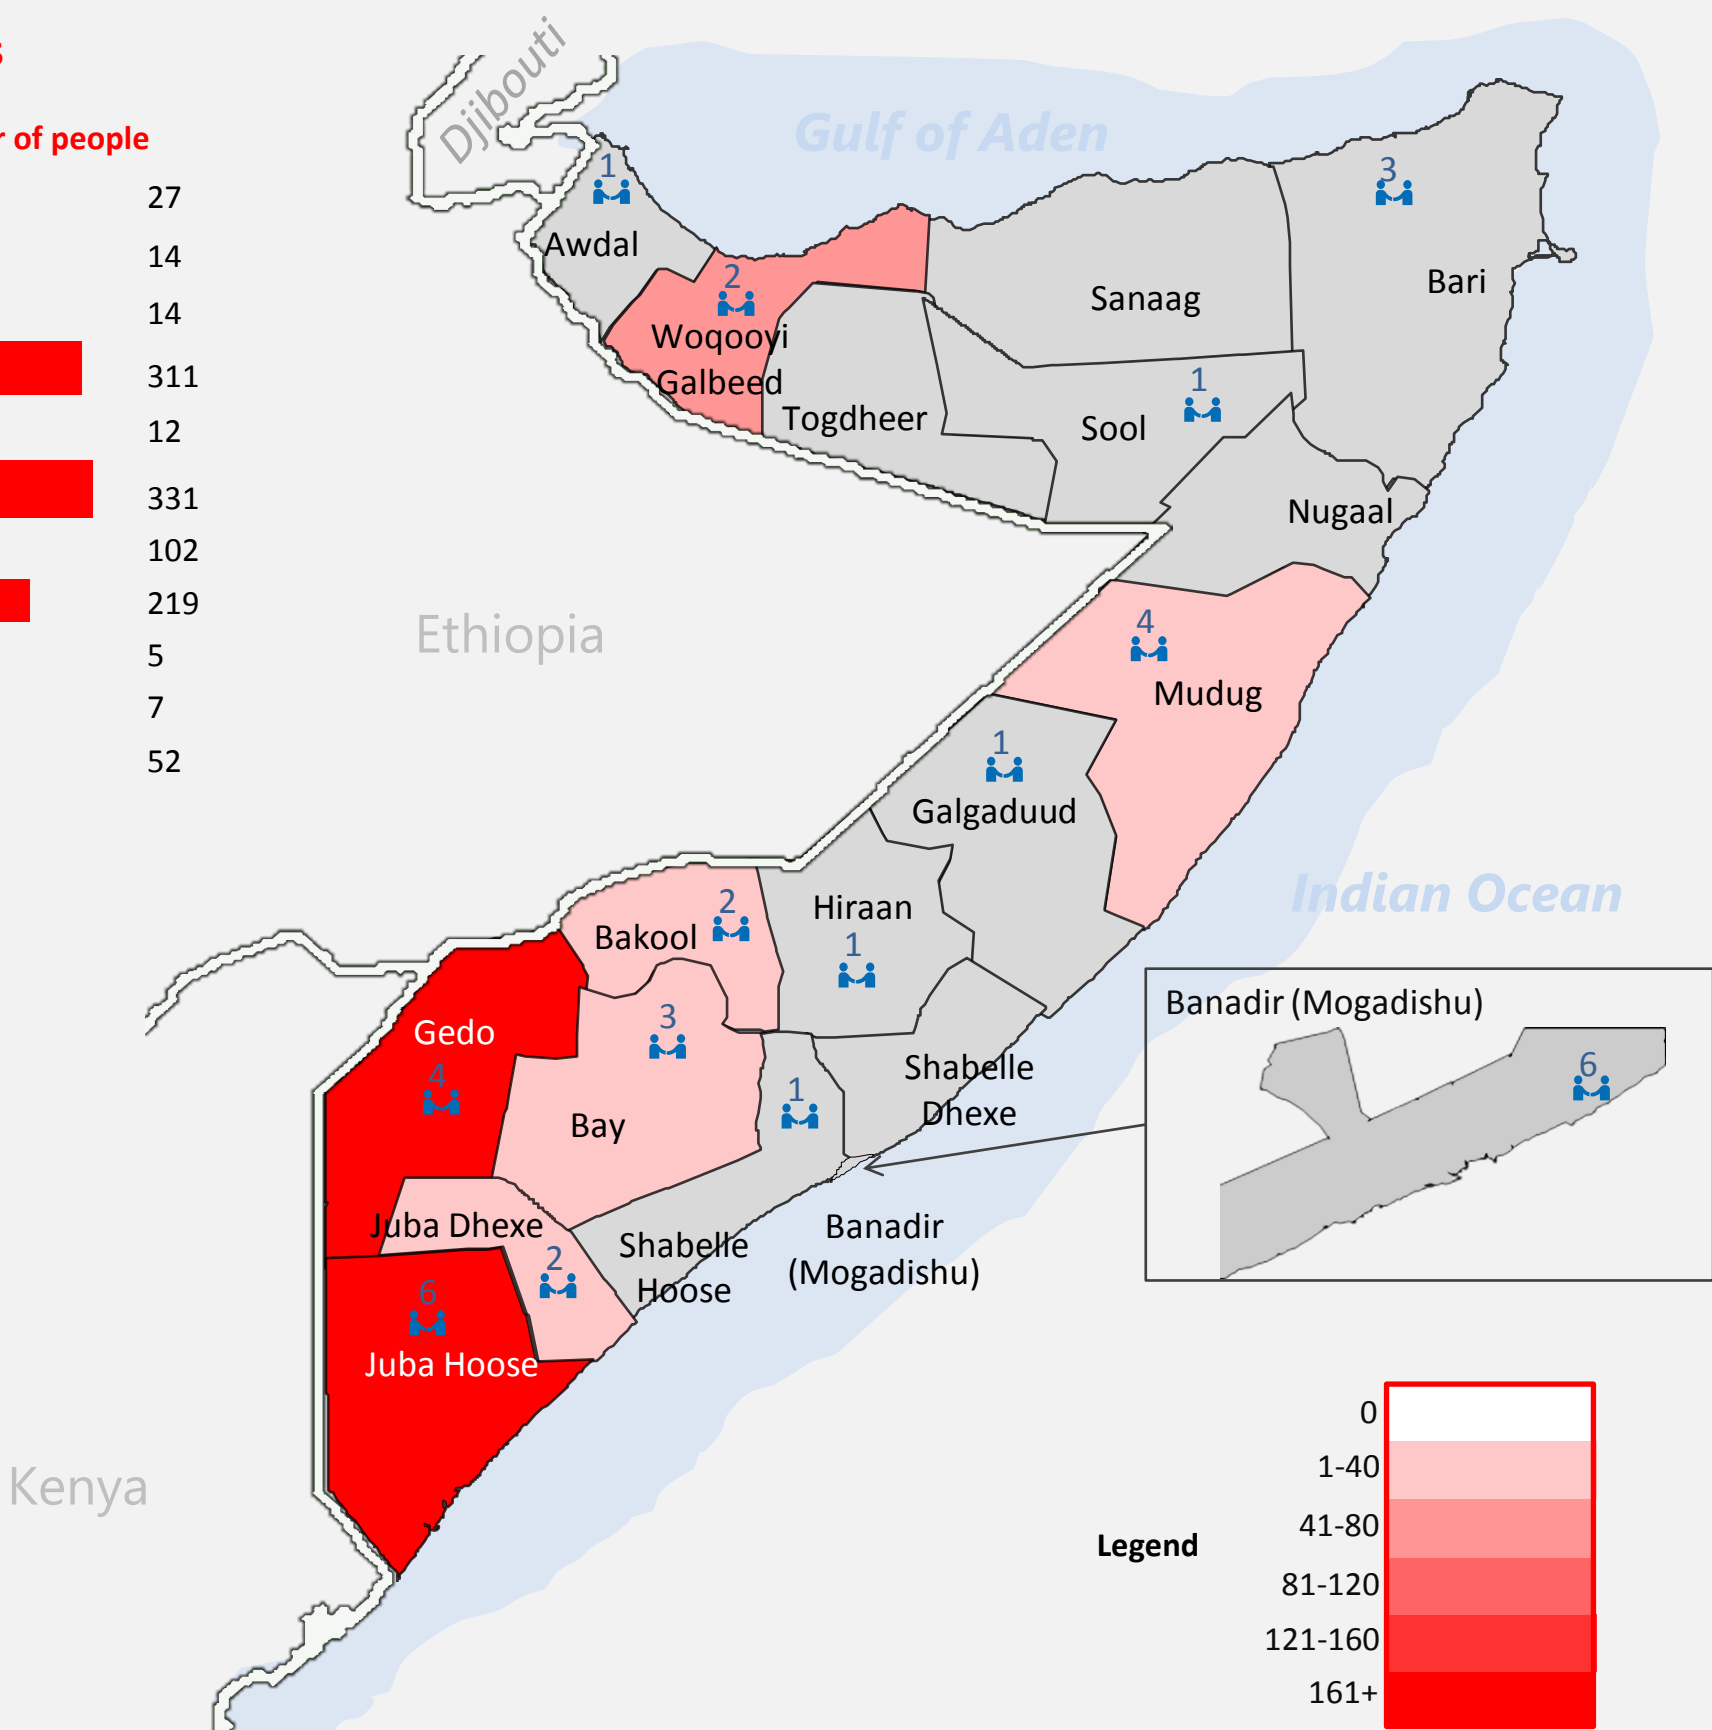 Djibouti
of people
27
14
14
311
12
331
102
219
5
7
52
Gulf of Aden
1
Awdal
2
Woqooyi
Galbeed
Togdheer
Sanaag
3
Bari
1
Sool
Nugaal
Ethiopia
4
Mudug
1
Galgaduud
Indian Ocean
Hiraan
1
2
Bakool
Gedo
4
3
Bay
1
Shabelle
Dhexe
Banadir (Mogadishu)
6
Juba Dhexe
2
Shabelle
Hoose
Banadir
(Mogadishu)
6
Juba Hoose
Kenya
Legend
0
1-40
41-80
81-120
121-160
161+